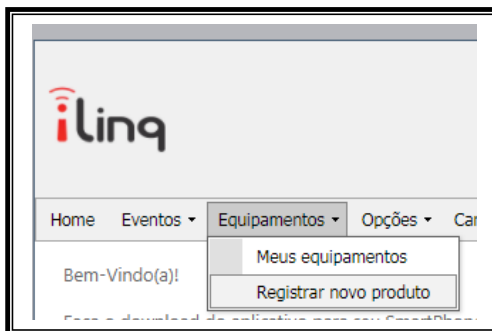 ilinq
Home Eventos Equipamentos Opções
Meus equipamentos
Bem-Vindo(a)!
Registrar novo produto